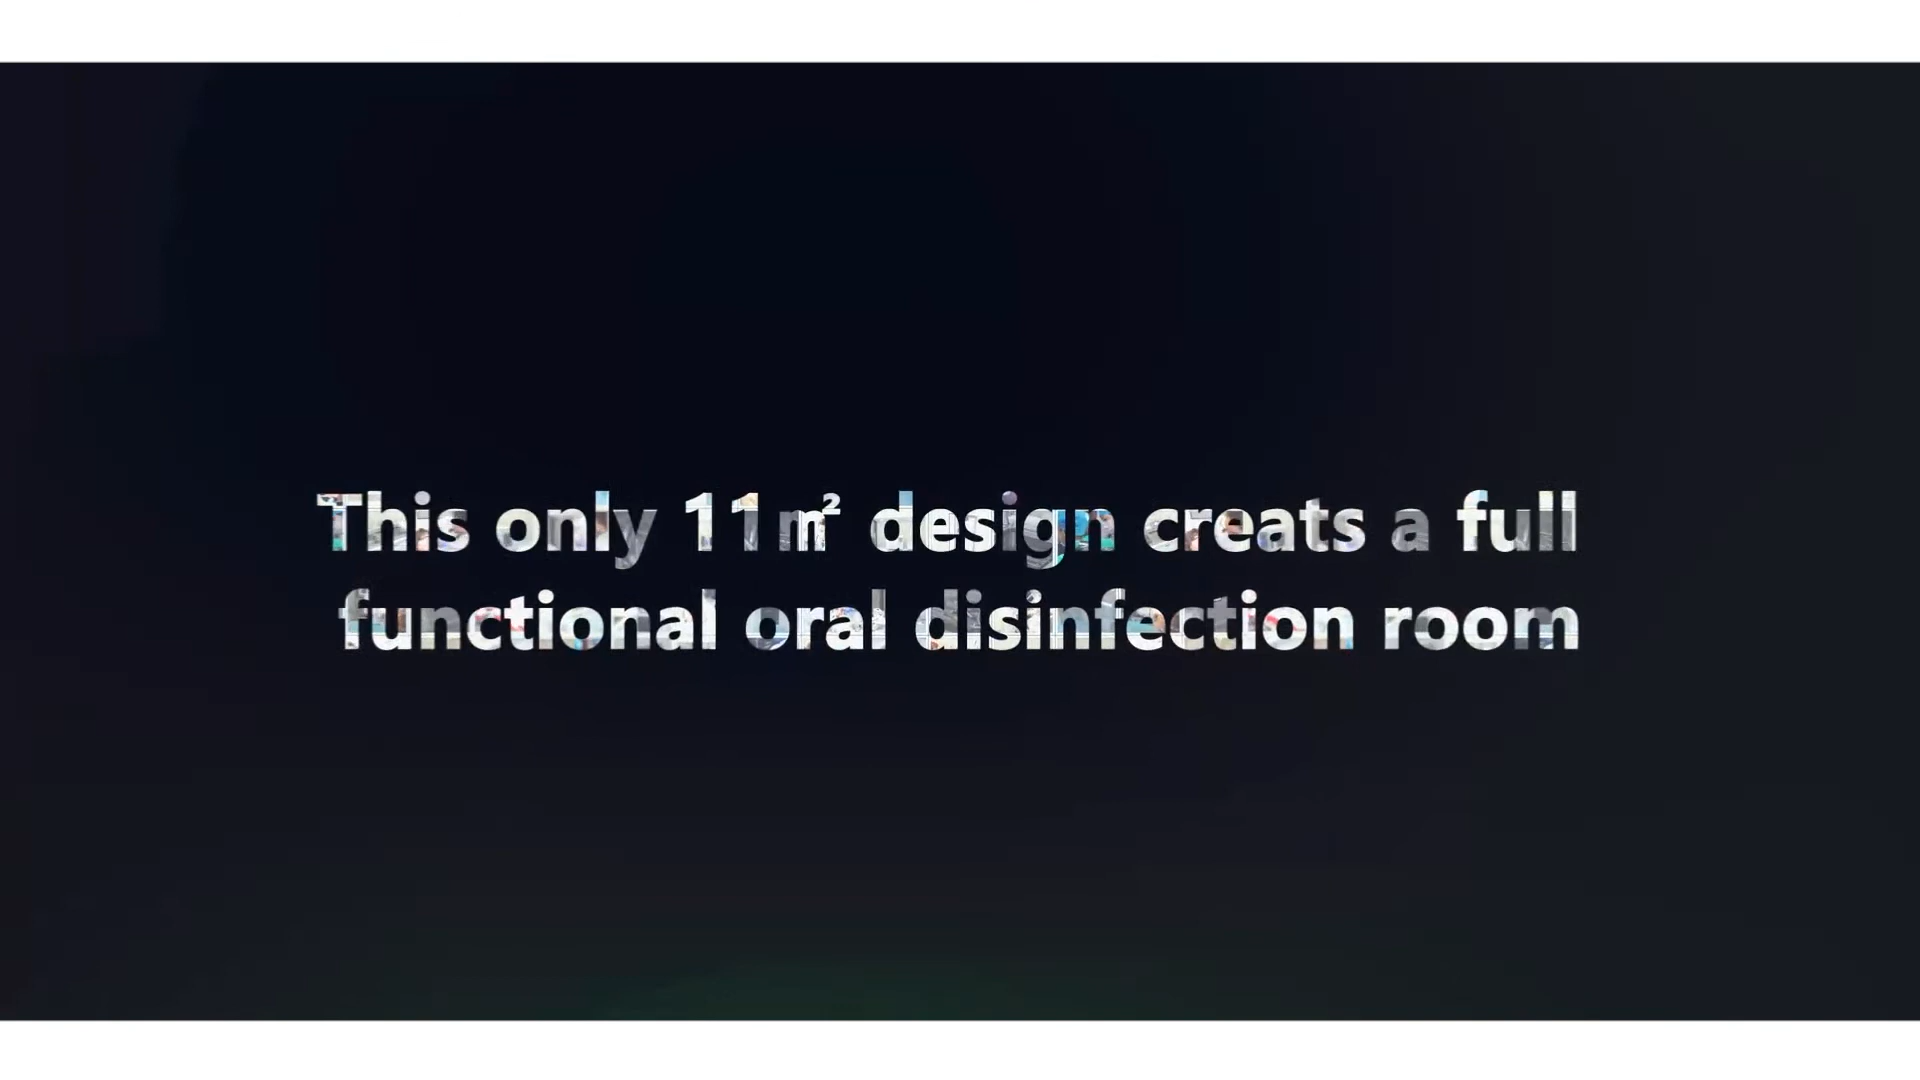 This only 11㎡ design creats a full
functional oral disinfection room